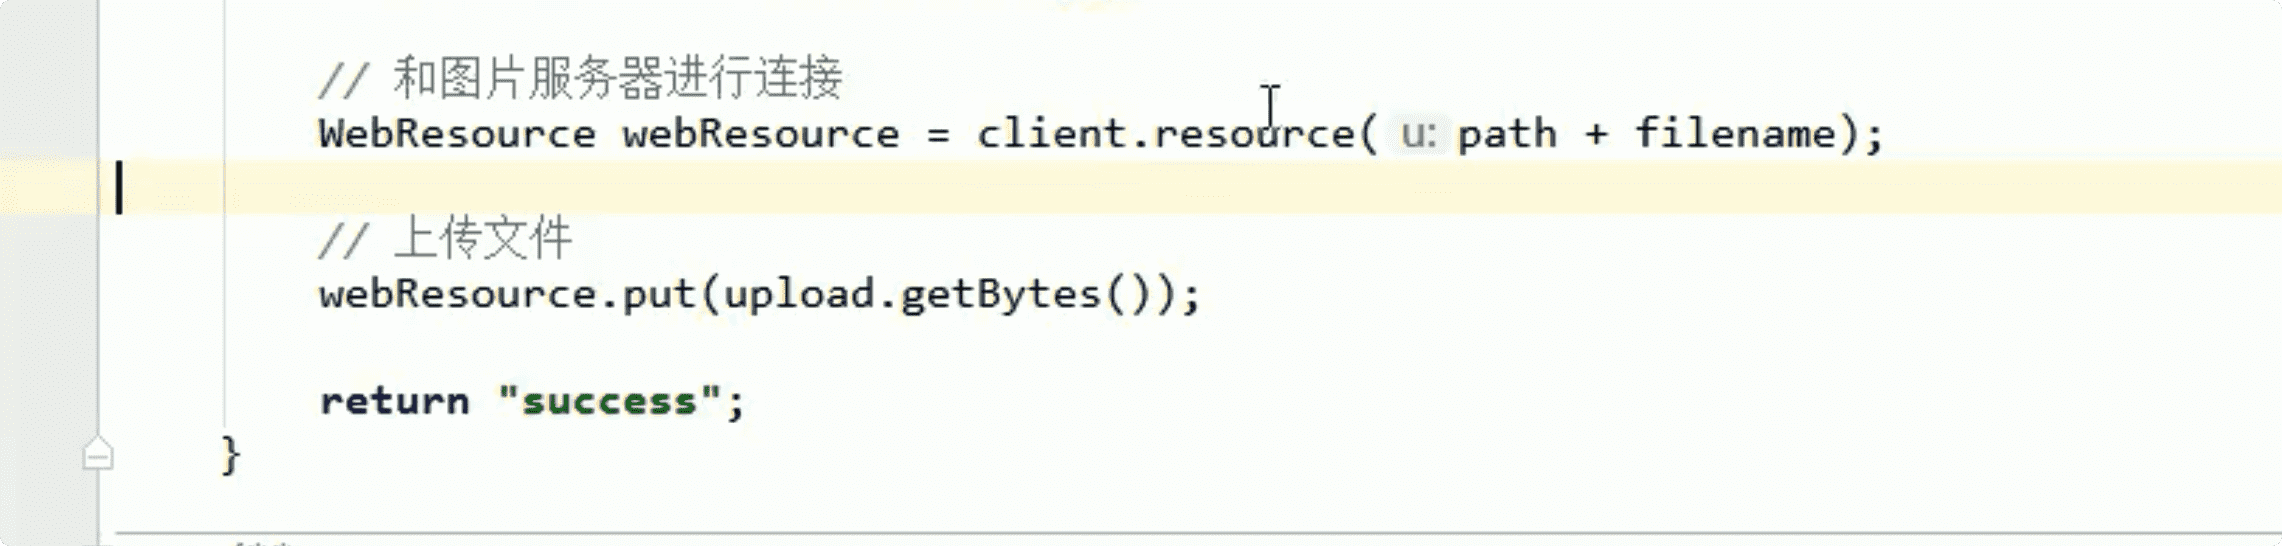 // 和图片服务器进行连接
WebResource webResource = client.resource( u: path + filename);
// 上传文件
webResource.put(upload.getBytes());
return "success";
}